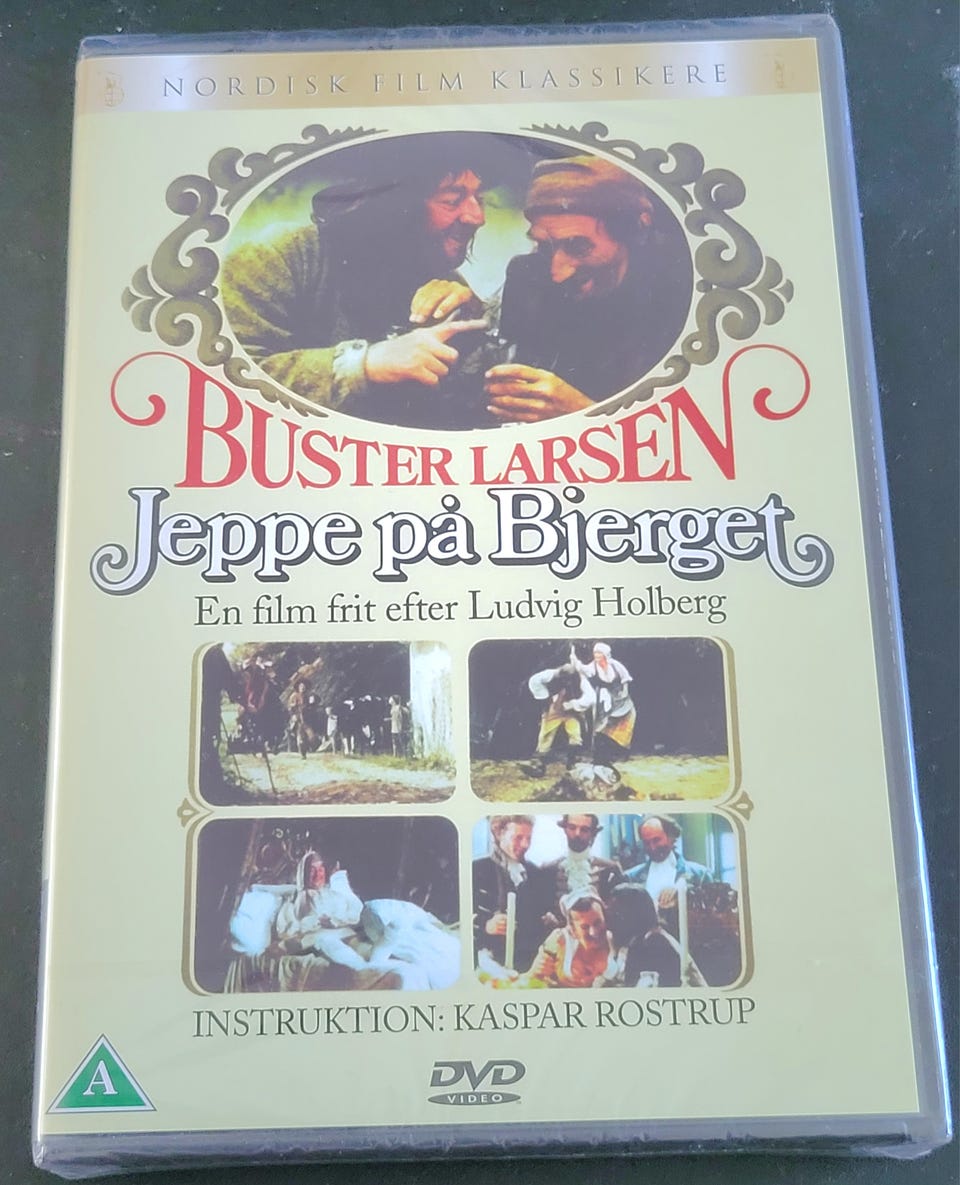 NORDISK FILM KLASSIKERE
BUSTER LARSEN
Jeppe på Bjerget
En film frit efter Ludvig Holberg
INSTRUKTION: KASPAR ROSTRUP
A
DVD
VIDEO